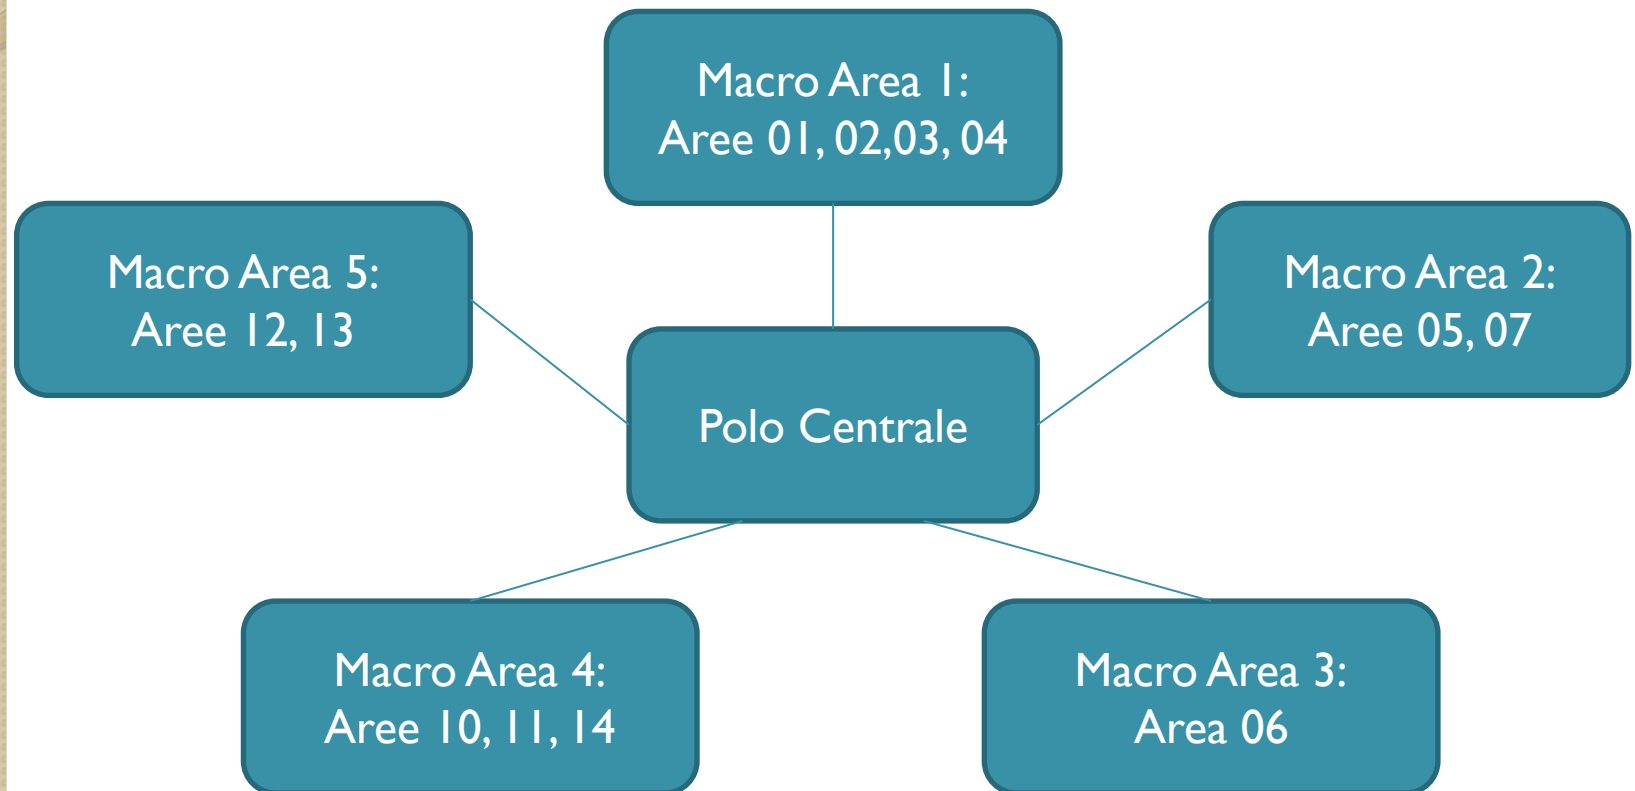 Macro Area 1:
Aree 01, 02,03, 04
Macro Area 5:
Aree 12, 13
Macro Area 2:
Aree 05, 07
Polo Centrale
Macro Area 4:
Aree 10, 11, 14
Macro Area 3:
Area 06